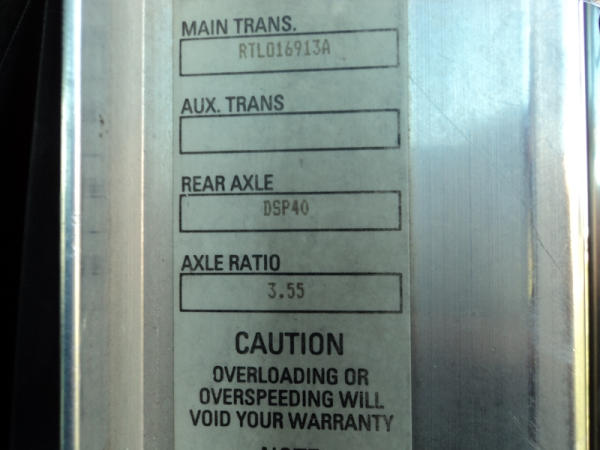 MAIN TRANS.
RTLO16913A
AUX. TRANS
REAR AXLE
DSP40
AXLE RATIO
3.55
CAUTION
OVERLOADING OR
OVERSPEEDING WILL
VOID YOUR WARRANTY